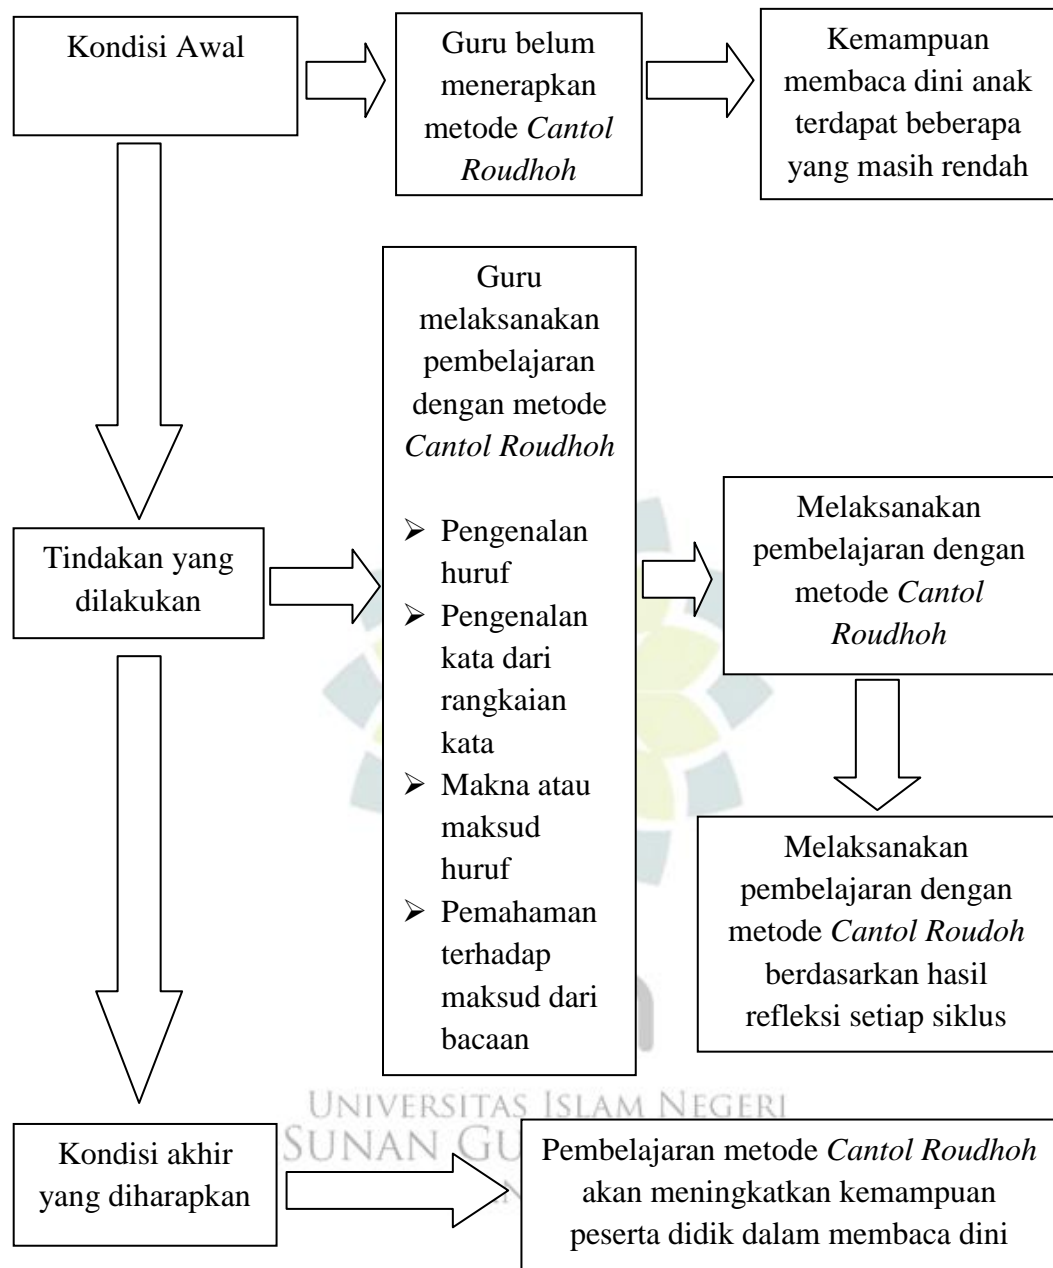 Kondisi Awal
Guru belum
menerapkan
metode Cantol
Roudhoh
Kemampuan
membaca dini anak
terdapat beberapa
yang masih rendah
Tindakan yang
dilakukan
Guru
melaksanakan
pembelajaran
dengan metode
Cantol Roudhoh
➢ Pengenalan
huruf
➢ Pengenalan
kata dari
rangkaian
kata
➢ Makna atau
maksud
huruf
➢ Pemahaman
terhadap
maksud dari
bacaan
Melaksanakan
pembelajaran dengan
metode Cantol
Roudhoh
Melaksanakan
pembelajaran dengan
metode Cantol Roudoh
berdasarkan hasil
refleksi setiap siklus
UNIVERSITAS ISLAM NEGERI
SUNAN GU
Kondisi akhir
yang diharapkan
Pembelajaran metode Cantol Roudhoh
akan meningkatkan kemampuan
peserta didik dalam membaca dini